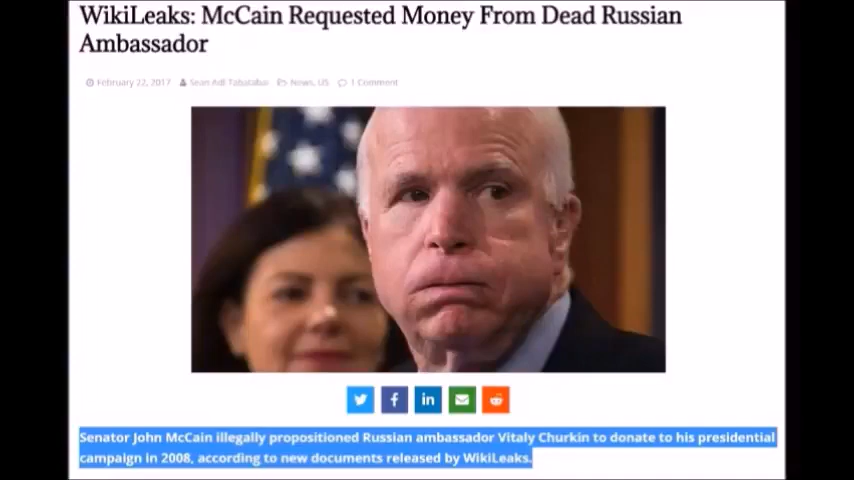 WikiLeaks: McCain Requested Money From Dead Russian
Ambassador
February 22, 2017 Sean Adl-Tabatabai News, US 1 Comment
Senator John McCain illegally propositioned Russian ambassador Vitaly Churkin to donate to his presidential
campaign in 2008, according to new documents released by WikiLeaks.